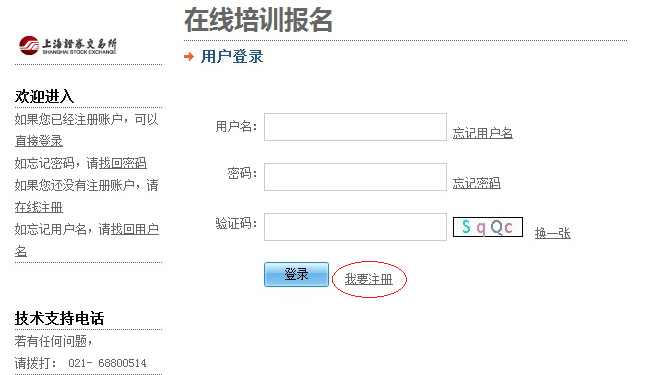 在线培训报名
上海證券交易所
SHANGHAI STOCK EXCHANGE
用户登录
欢迎进入
如果您已经注册账户，可以
直接登录
如忘记密码，请找回密码
如果您还没有注册账户，请
在线注册
如忘记用户名，请找回用户
名
用户名：
忘记用户名
密码：
忘记密码
验证码：
SqQc
换一张
登录
我要注册
技术支持电话
若有任何问题，
请拨打： 021- 68800514